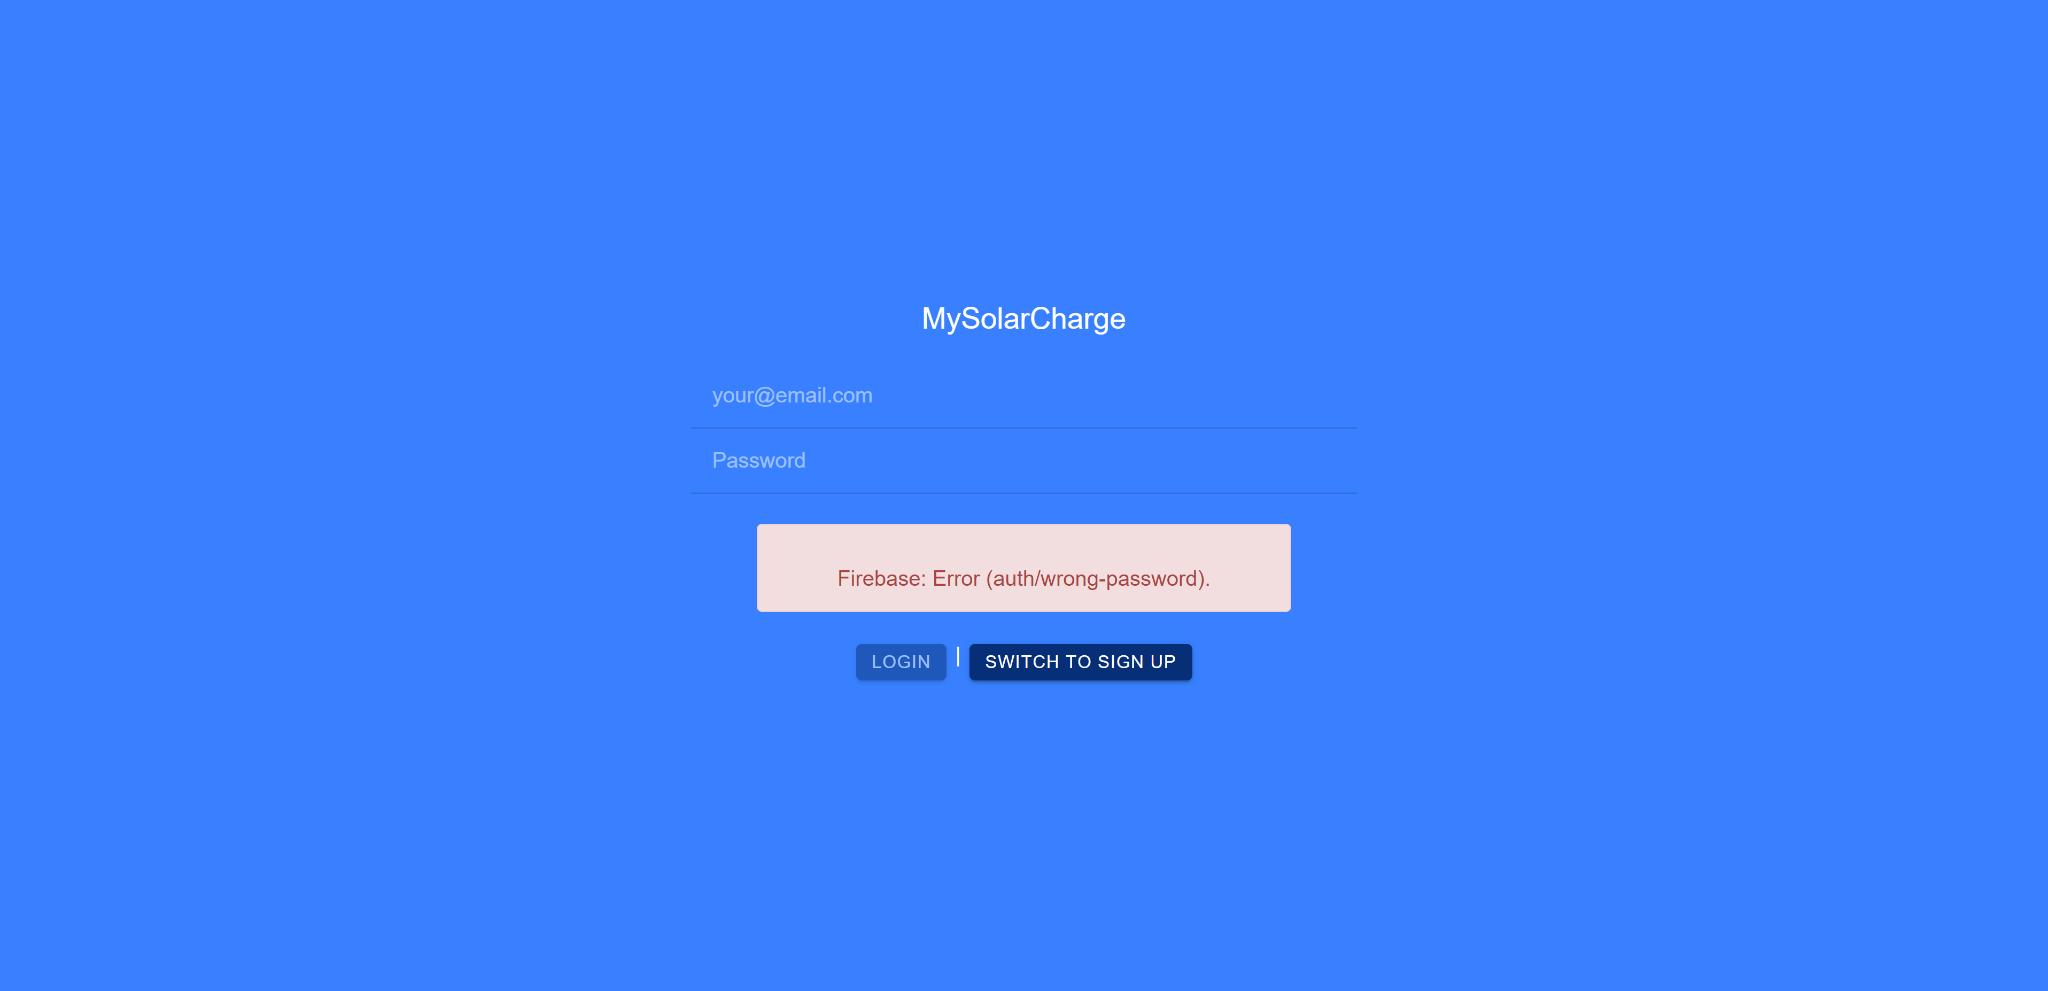 MySolarCharge
your@email.com
Password
Firebase: Error (auth/wrong-password).
LOGIN | SWITCH TO SIGN UP